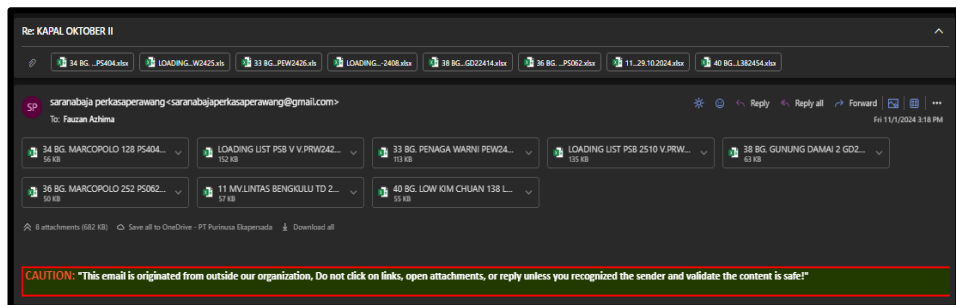 Re: KAPAL OKTOBER II
34 BG. ...PS404.xlsx
LOADING...W2425.xls
33 BG...PEW2426.xls
LOADING...-2408.xlsx
38 BG...GD22414.xlsx
36 BG. ...PS062.xlsx
11...29.10.2024.xlsx
40 BG...L382454.xlsx
SP
saranabaja perkasaperawang<saranabajaperkasaperawang@gmail.com>
To: Fauzan Azhima
Reply
Reply all
Forward
Fri 11/1/2024 3:18 PM
34 BG. MARCOPOLO 128 PS404...
56 KB
LOADING LIST PSB V V.PRW242...
152 KB
33 BG. PENAGA WARNI PEW24...
113 KB
LOADING LIST PSB 2510 V.PRW...
135 KB
38 BG. GUNUNG DAMAI 2 GD2...
63 KB
36 BG. MARCOPOLO 252 PS062...
50 KB
11 MV.LINTAS BENGKULU TD 2...
57 KB
40 BG. LOW KIM CHUAN 138 L...
55 KB
8 attachments (682 KB)
Save all to OneDrive - PT Purinusa Ekapersada
Download all
CAUTION: "This email is originated from outside our organization, Do not click on links, open attachments, or reply unless you recognized the sender and validate the content is safe!"